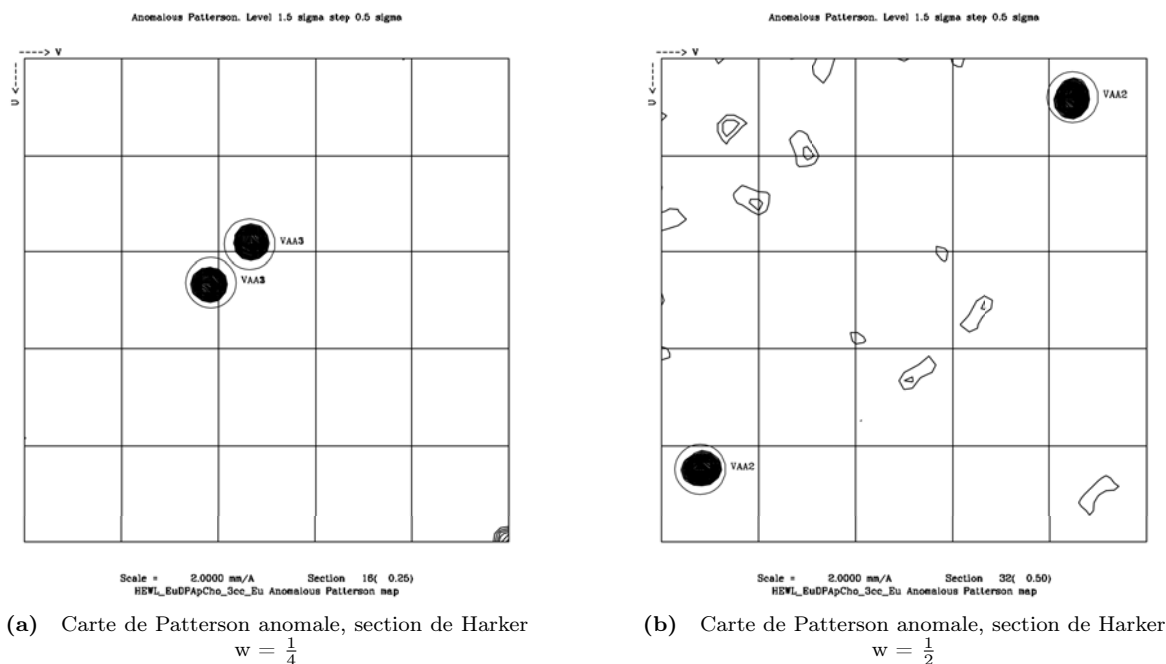 Anomalous Patterson. Level 1.5 sigma step 0.5 sigma
----> V
U <----
VAA3
VAA3
Scale = 2.0000 mm/A Section 16( 0.25)
HEWL_EuDPApCho_3cc_Eu Anomalous Patterson map
(a) Carte de Patterson anomale, section de Harker
w = 1/4
Anomalous Patterson. Level 1.5 sigma step 0.5 sigma
----> V
U <----
VAA2
VAA2
Scale = 2.0000 mm/A Section 32( 0.50)
HEWL_EuDPApCho_3cc_Eu Anomalous Patterson map
(b) Carte de Patterson anomale, section de Harker
w = 1/2